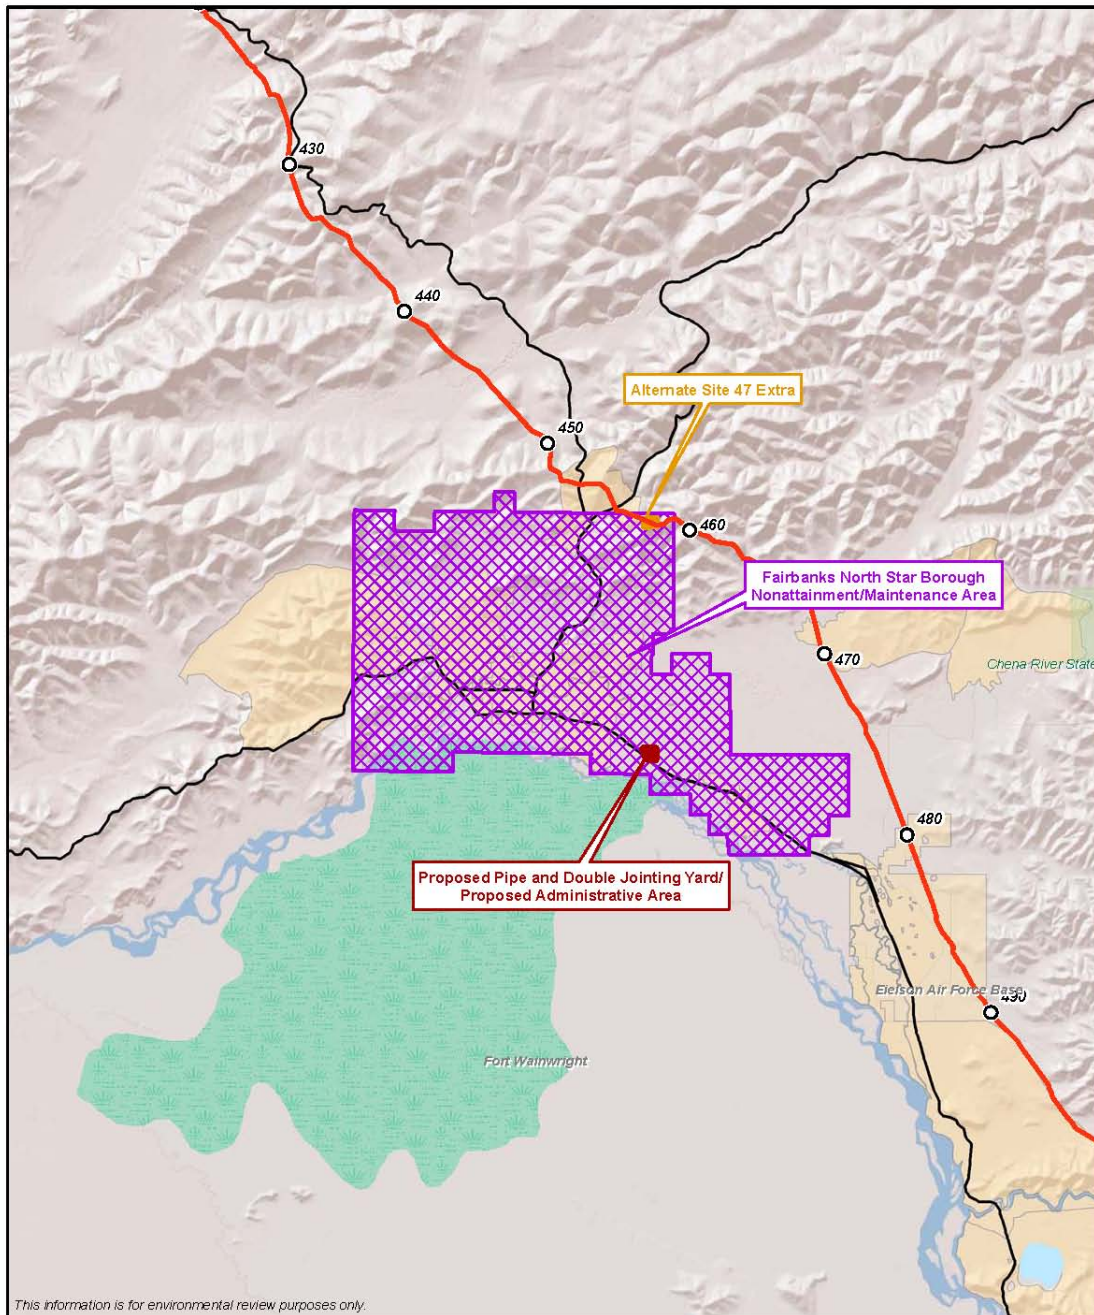 430
440
Alternate Site 47 Extra
450
460
Fairbanks North Star Borough
Nonattainment/Maintenance Area
470
Chena River State
480
Proposed Pipe and Double Jointing Yard/
Proposed Administrative Area
Eielson Air Force Base
490
Fort Wainwright
This information is for environmental review purposes only.